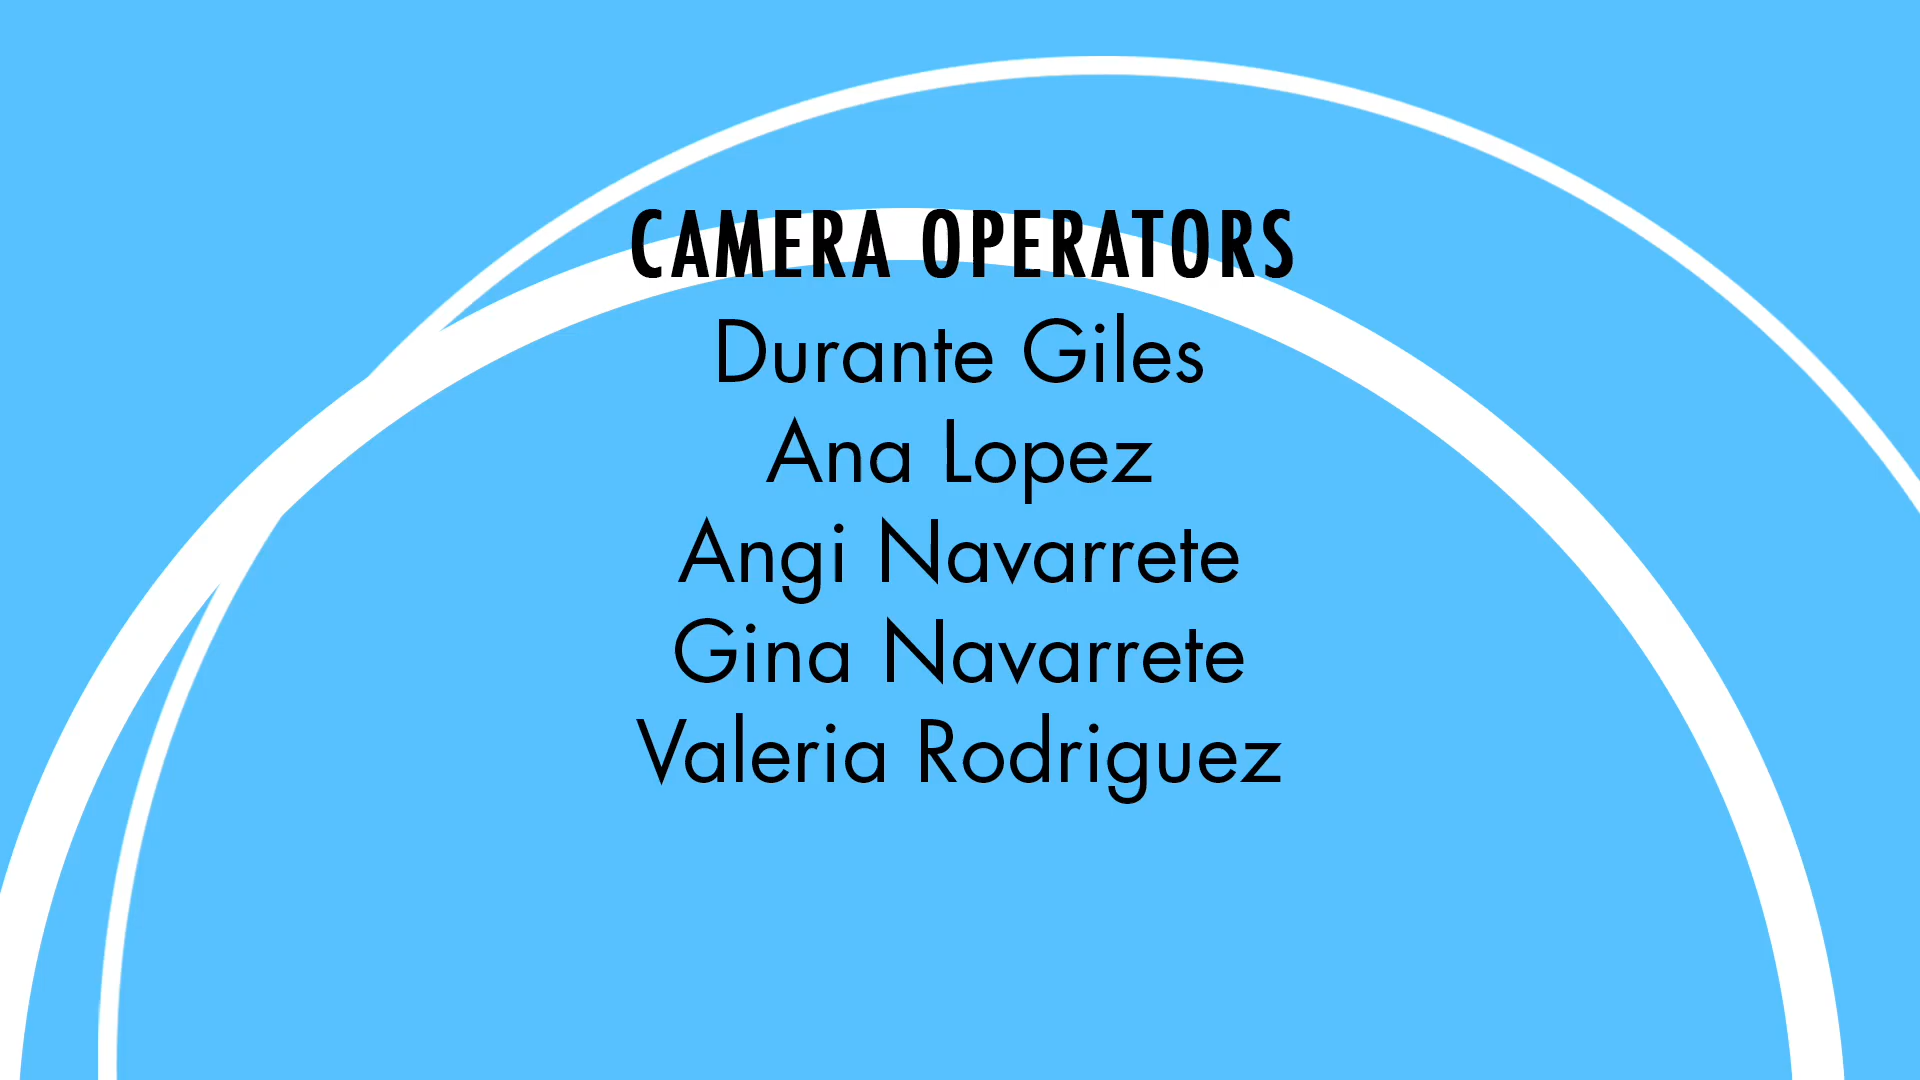 CAMERA OPERATORS
Durante Giles
Ana Lopez
Angi Navarrete
Gina Navarrete
Valeria Rodriguez